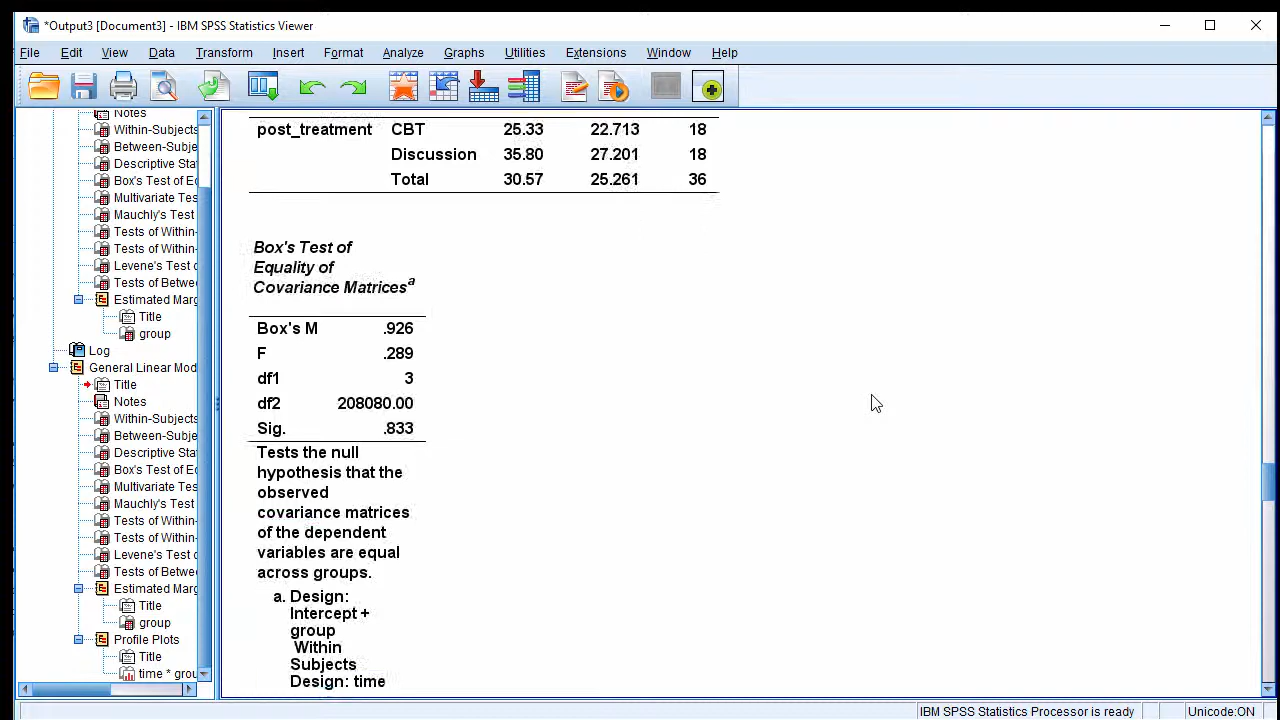 *Output3 [Document3] - IBM SPSS Statistics Viewer
File Edit View Data Transform Insert Format Analyze Graphs Utilities Extensions Window Help
Notes
Within-Subjects
Between-Subje
Descriptive Sta
Box's Test of Ec
Multivariate Tes
Mauchly's Test
Tests of Within-
Tests of Within-
Levene's Test c
Tests of Betwe
Estimated Marg
Title
group
Log
General Linear Mod
Title
Notes
Within-Subjects
Between-Subje
Descriptive Sta
Box's Test of Ec
Multivariate Tes
Mauchly's Test
Tests of Within-
Tests of Within-
Levene's Test c
Tests of Betwe
Estimated Marg
Title
group
Profile Plots
Title
time * grou
post_treatment CBT 25.33 22.713 18
Discussion 35.80 27.201 18
Total 30.57 25.261 36
Box's Test of
Equality of
Covariance Matricesa
Box's M .926
F .289
df1 3
df2 208080.00
Sig. .833
Tests the null
hypothesis that the
observed
covariance matrices
of the dependent
variables are equal
across groups.
a. Design:
Intercept +
group
Within
Subjects
Design: time
IBM SPSS Statistics Processor is ready Unicode:ON